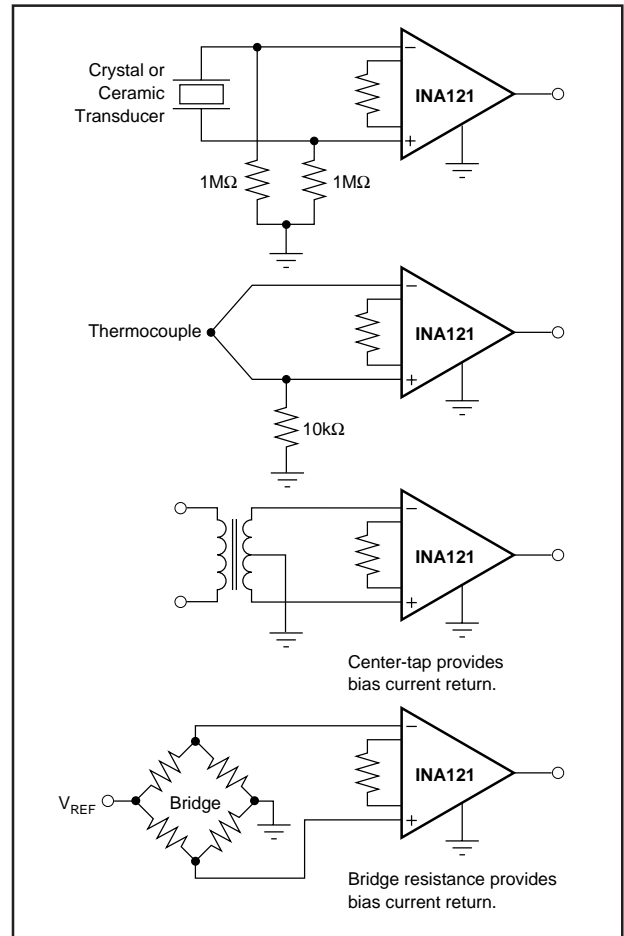 Crystal or
Ceramic
Transducer
–
INA121
+
1MΩ
1MΩ
–
Thermocouple
INA121
+
10kΩ
–
INA121
+
Center-tap provides
bias current return.
–
INA121
VREF
Bridge
+
Bridge resistance provides
bias current return.